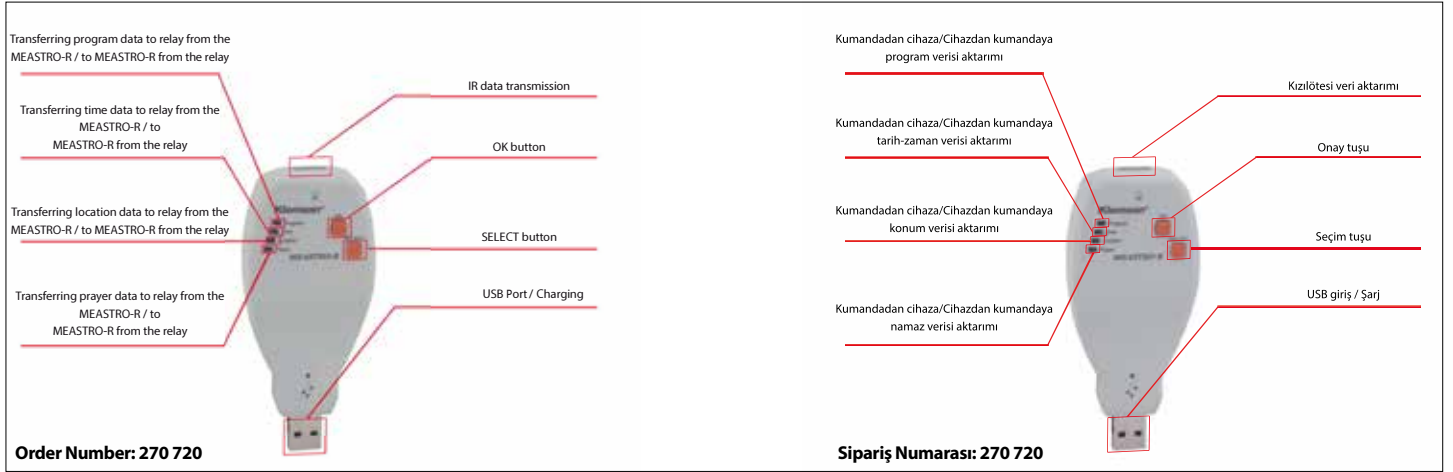 Transferring program data to relay from the
MEASTRO-R / to MEASTRO-R from the relay
Transferring time data to relay from the
MEASTRO-R / to
MEASTRO-R from the relay
Transferring location data to relay from the
MEASTRO-R / to MEASTRO-R from the relay
Transferring prayer data to relay from the
MEASTRO-R / to
MEASTRO-R from the relay
IR data transmission
OK button
SELECT button
USB Port / Charging
Klemsan
MEASTRO-R
Order Number: 270 720
Kumandadan cihaza/Cihazdan kumandaya
program verisi aktarımı
Kumandadan cihaza/Cihazdan kumandaya
tarih-zaman verisi aktarımı
Kumandadan cihaza/Cihazdan kumandaya
konum verisi aktarımı
Kumandadan cihaza/Cihazdan kumandaya
namaz verisi aktarımı
Kızılötesi veri aktarımı
Onay tuşu
Seçim tuşu
USB giriş / Şarj
Klemsan
MEASTRO-R
Sipariş Numarası: 270 720